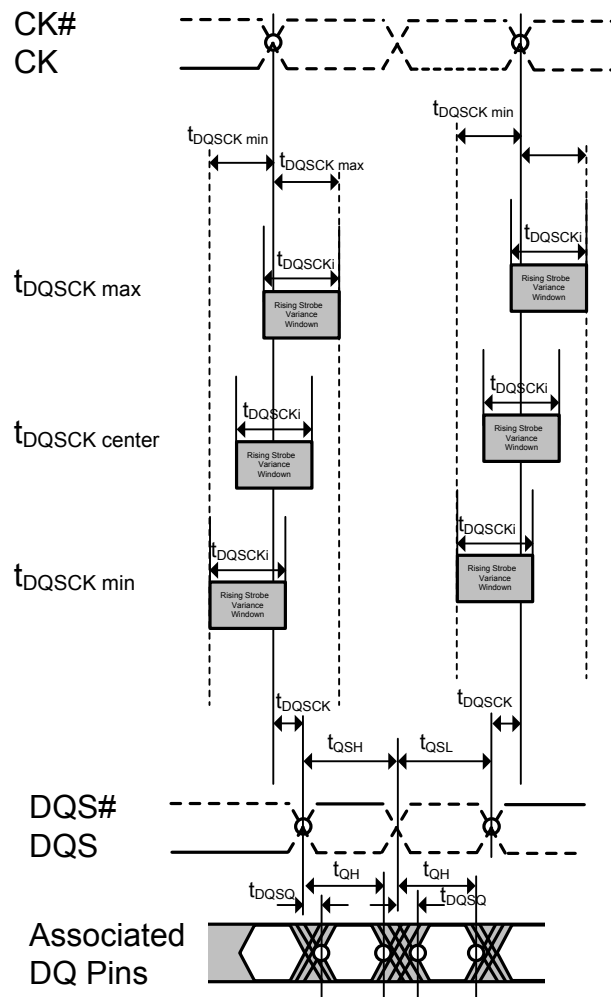 CK#
CK
tDQSCK min
tDQSCK min
tDQSCK max
tDQSCKi
tDQSCKi
tDQSCK max
Rising Strobe
Variance
Windown
Rising Strobe
Variance
Windown
tDQSCKi
tDQSCKi
tDQSCK center
Rising Strobe
Variance
Windown
Rising Strobe
Variance
Windown
tDQSCKi
tDQSCKi
tDQSCK min
Rising Strobe
Variance
Windown
Rising Strobe
Variance
Windown
tDQSCK
tDQSCK
tQSH
tQSL
DQS#
DQS
tQH
tQH
tDQSQ
tDQSQ
Associated
DQ Pins